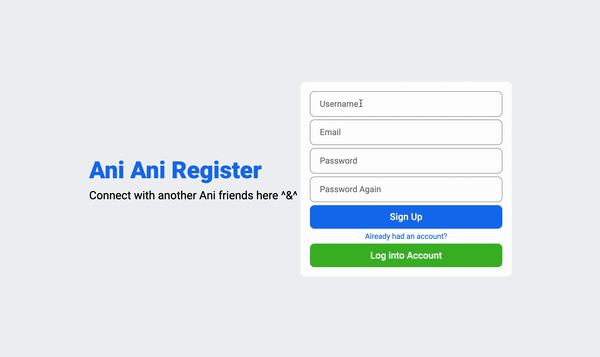 Ani Ani Register
Connect with another Ani friends here ^&^
Username
Email
Password
Password Again
Sign Up
Already had an account?
Log into Account